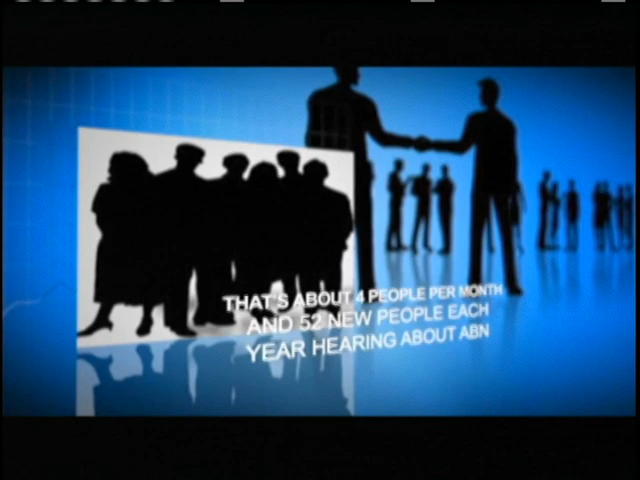 THAT'S ABOUT 4 PEOPLE PER MONTH
AND 52 NEW PEOPLE EACH
YEAR HEARING ABOUT ABN